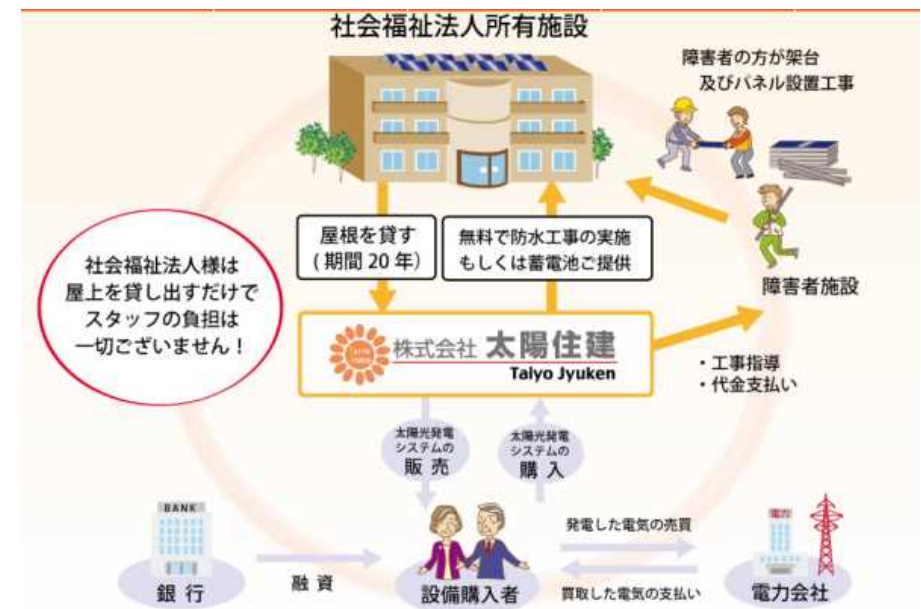 社会福祉法人所有施設
障害者の方が架台
及びパネル設置工事
屋根を貸す
(期間20年)
無料で防水工事の実施
もしくは蓄電池ご提供
社会福祉法人様は
屋上を貸し出すだけで
スタッフの負担は
一切ございません！
障害者施設
株式会社 太陽住建
Taiyo Jyuken
・工事指導
・代金支払い
太陽光発電
システムの
販売
太陽光発電
システムの
購入
BANK
銀行
融資
設備購入者
発電した電気の売買
買取した電気の支払い
電力
電力会社